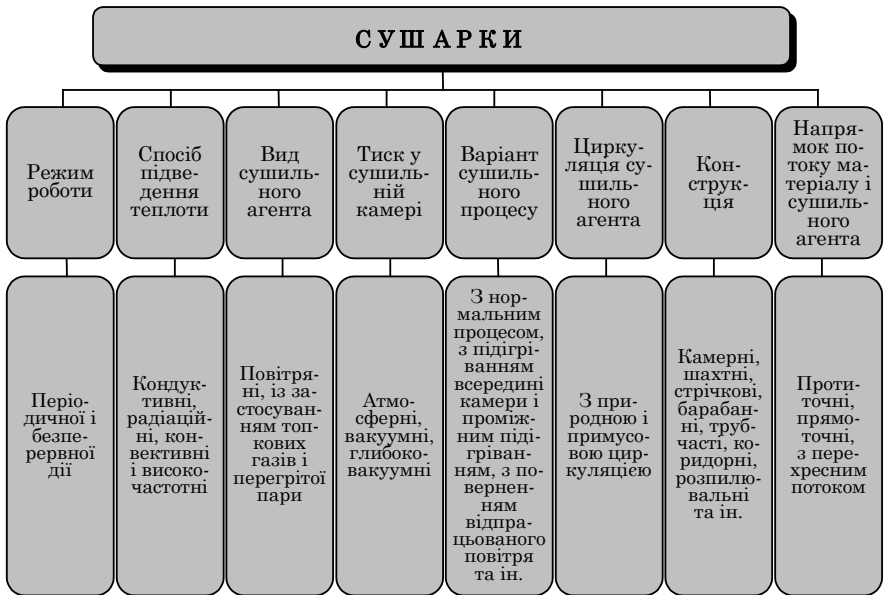 СУШАРКИ
Режим
роботи
Спосіб
підве-
дення
теплоти
Вид
сушиль-
ного
агента
Тиск у
сушиль-
ній
камері
Варіант
сушиль-
ного
процесу
Цирку-
ляція су-
шиль-
ного
агента
Кон-
струк-
ція
Напря-
мок по-
току ма-
теріалу і
сушиль-
ного
агента
Періо-
дичної і
безпе-
рервної
дії
Кондук-
тивні,
радіацій-
ні, кон-
вективні
і високо-
частотні
Повітря-
ні, із за-
стосуван-
ням топ-
кових
газів і
перегрітої
пари
Атмо-
сферні,
вакуумні,
глибоко-
вакуумні
З нор-
мальним
процесом,
з підігрі-
ванням
всередині
камери і
проміж-
ним піді-
гріван-
ням, з по-
вернен-
ням
відпра-
цьованого
повітря
та ін.
З при-
родною і
примусо-
вою цир-
куляцією
Камерні,
шахтні,
стрічкові,
барабан-
ні, труб-
часті, ко-
ридорні,
розпилю-
вальні
та ін.
Проти-
точні,
прямо-
точні,
з пере-
хресним
потоком